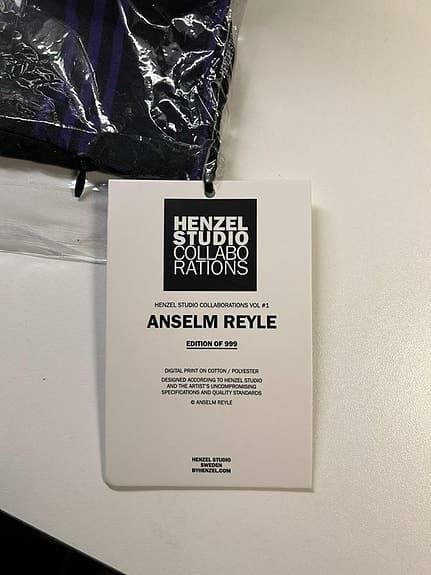 HENZEL
STUDIO
COLLABO
RATIONS
HENZEL STUDIO COLLABORATIONS VOL #1
ANSELM REYLE
EDITION OF 999
DIGITAL PRINT ON COTTON / POLYESTER
DESIGNED ACCORDING TO HENZEL STUDIO
AND THE ARTIST'S UNCOMPROMISING
SPECIFICATIONS AND QUALITY STANDARDS
© ANSELM REYLE
HENZEL STUDIO
SWEDEN
BYHENZEL.COM